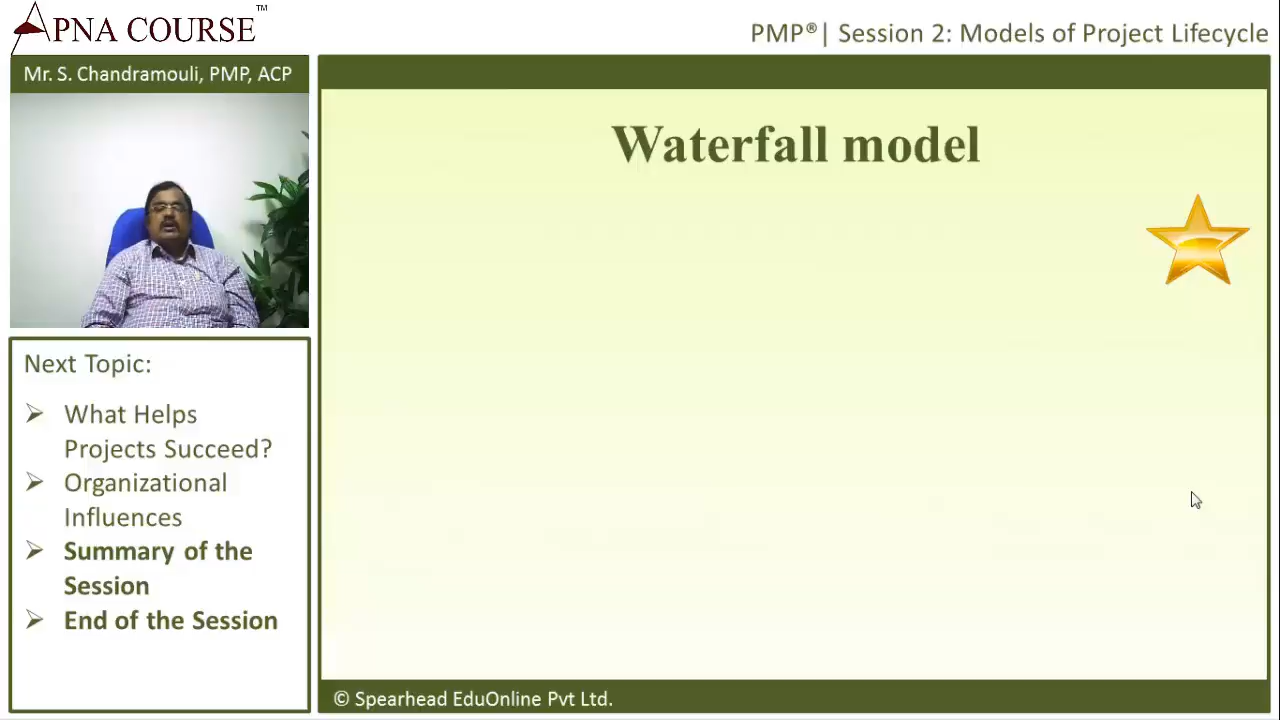 APNA COURSE™
PMP®| Session 2: Models of Project Lifecycle
Mr. S. Chandramouli, PMP, ACP
Waterfall model
Next Topic:
What Helps
Projects Succeed?
Organizational
Influences
Summary of the
Session
End of the Session
© Spearhead EduOnline Pvt Ltd.